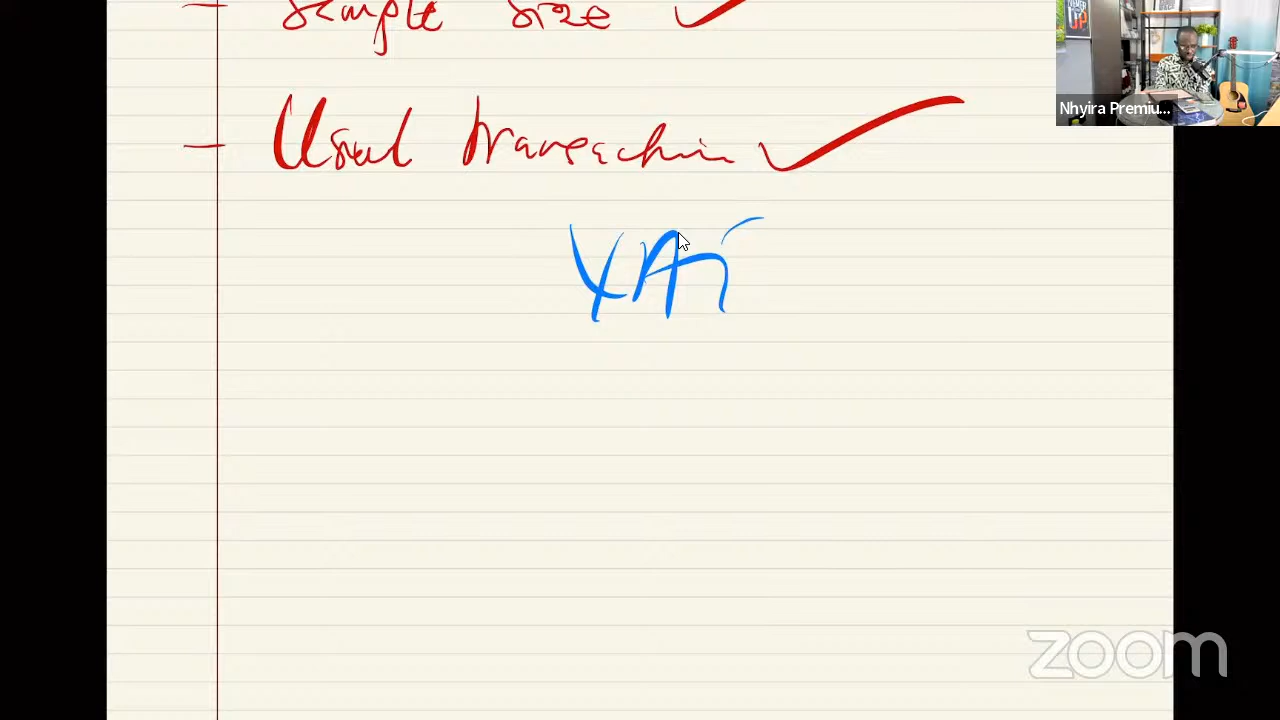 - Sample size ✓
- Usual transaction ✓
Nhyira Premiu...
zoom